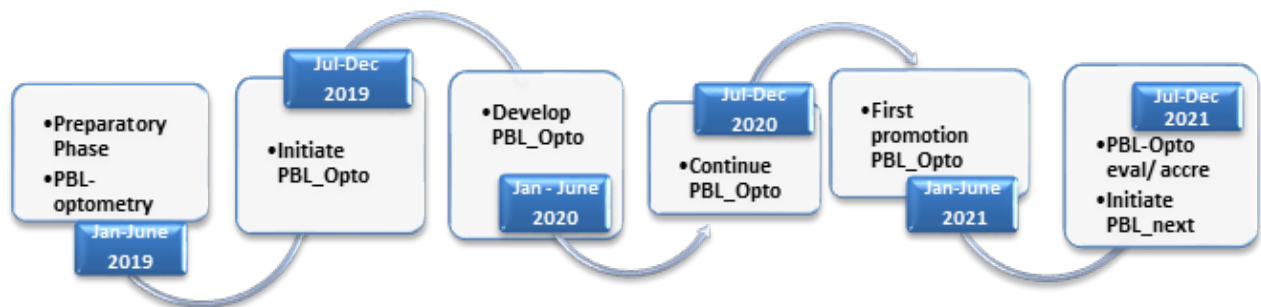 •Preparatory
Phase
•PBL-
optometry
Jan-June
2019
Jul-Dec
2019
•Initiate
PBL_Opto
•Develop
PBL_Opto
Jan - June
2020
Jul-Dec
2020
•Continue
PBL_Opto
•First
promotion
PBL_Opto
Jan-June
2021
Jul-Dec
2021
•PBL-Opto
eval/ accre
•Initiate
PBL_next